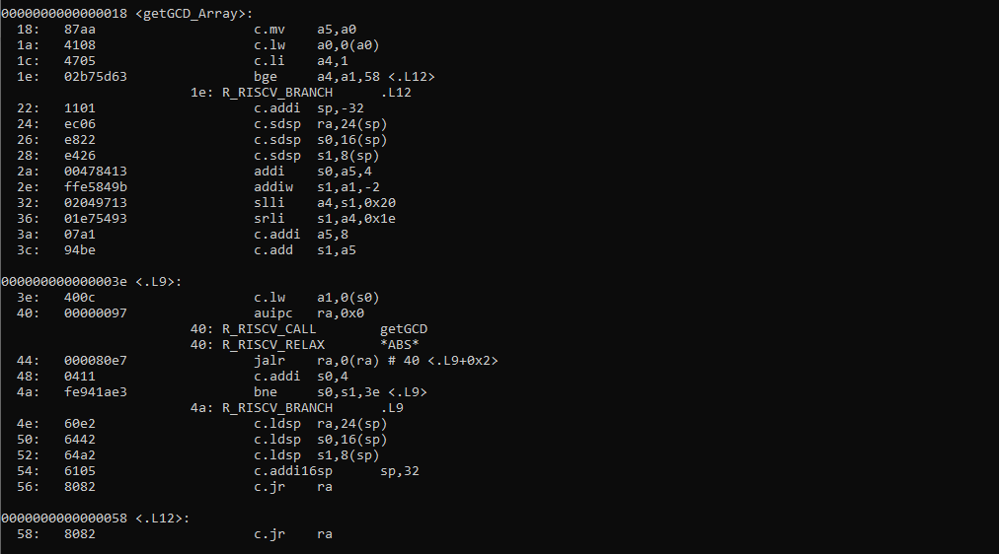 0000000000000018 <getGCD_Array>:
  18:   87aa                    c.mv    a5,a0
  1a:   4108                    c.lw    a0,0(a0)
  1c:   4705                    c.li    a4,1
  1e:   02b75d63                bge     a4,a1,58 <.L12>
                        1e: R_RISCV_BRANCH      .L12
  22:   1101                    c.addi  sp,-32
  24:   ec06                    c.sdsp  ra,24(sp)
  26:   e822                    c.sdsp  s0,16(sp)
  28:   e426                    c.sdsp  s1,8(sp)
  2a:   00478413                addi    s0,a5,4
  2e:   ffe5849b                addiw   s1,a1,-2
  32:   02049713                slli    a4,s1,0x20
  36:   01e75493                srli    s1,a4,0x1e
  3a:   07a1                    c.addi  a5,8
  3c:   94be                    c.add   s1,a5
000000000000003e <.L9>:
  3e:   400c                    c.lw    a1,0(s0)
  40:   00000097                auipc   ra,0x0
                        40: R_RISCV_CALL        getGCD
                        40: R_RISCV_RELAX       *ABS*
  44:   000080e7                jalr    ra,0(ra) # 40 <.L9+0x2>
  48:   0411                    c.addi  s0,4
  4a:   fe941ae3                bne     s0,s1,3e <.L9>
                        4a: R_RISCV_BRANCH      .L9
  4e:   60e2                    c.ldsp  ra,24(sp)
  50:   6442                    c.ldsp  s0,16(sp)
  52:   64a2                    c.ldsp  s1,8(sp)
  54:   6105                    c.addi16sp      sp,32
  56:   8082                    c.jr    ra
0000000000000058 <.L12>:
  58:   8082                    c.jr    ra